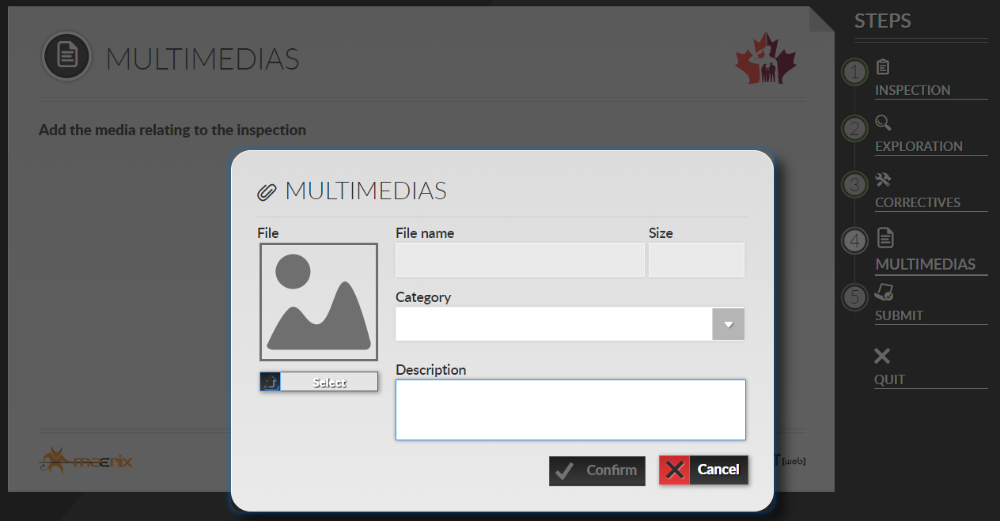 MULTIMEDIAS
Add the media relating to the inspection
MULTIMEDIAS
File
File name
Size
Category
Select
Description
Confirm
Cancel
maerix
T[web]
STEPS
1
INSPECTION
2
EXPLORATION
3
CORRECTIVES
4
MULTIMEDIAS
5
SUBMIT
QUIT